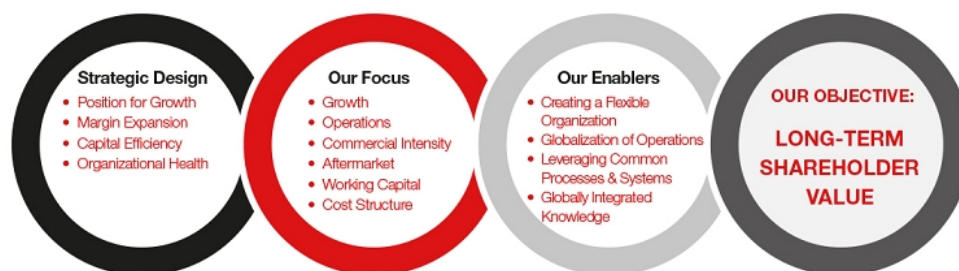 Strategic Design
• Position for Growth
• Margin Expansion
• Capital Efficiency
• Organizational Health
Our Focus
• Growth
• Operations
• Commercial Intensity
• Aftermarket
• Working Capital
• Cost Structure
Our Enablers
• Creating a Flexible
Organization
• Globalization of Operations
• Leveraging Common
Processes & Systems
• Globally Integrated
Knowledge
OUR OBJECTIVE:
LONG-TERM
SHAREHOLDER
VALUE